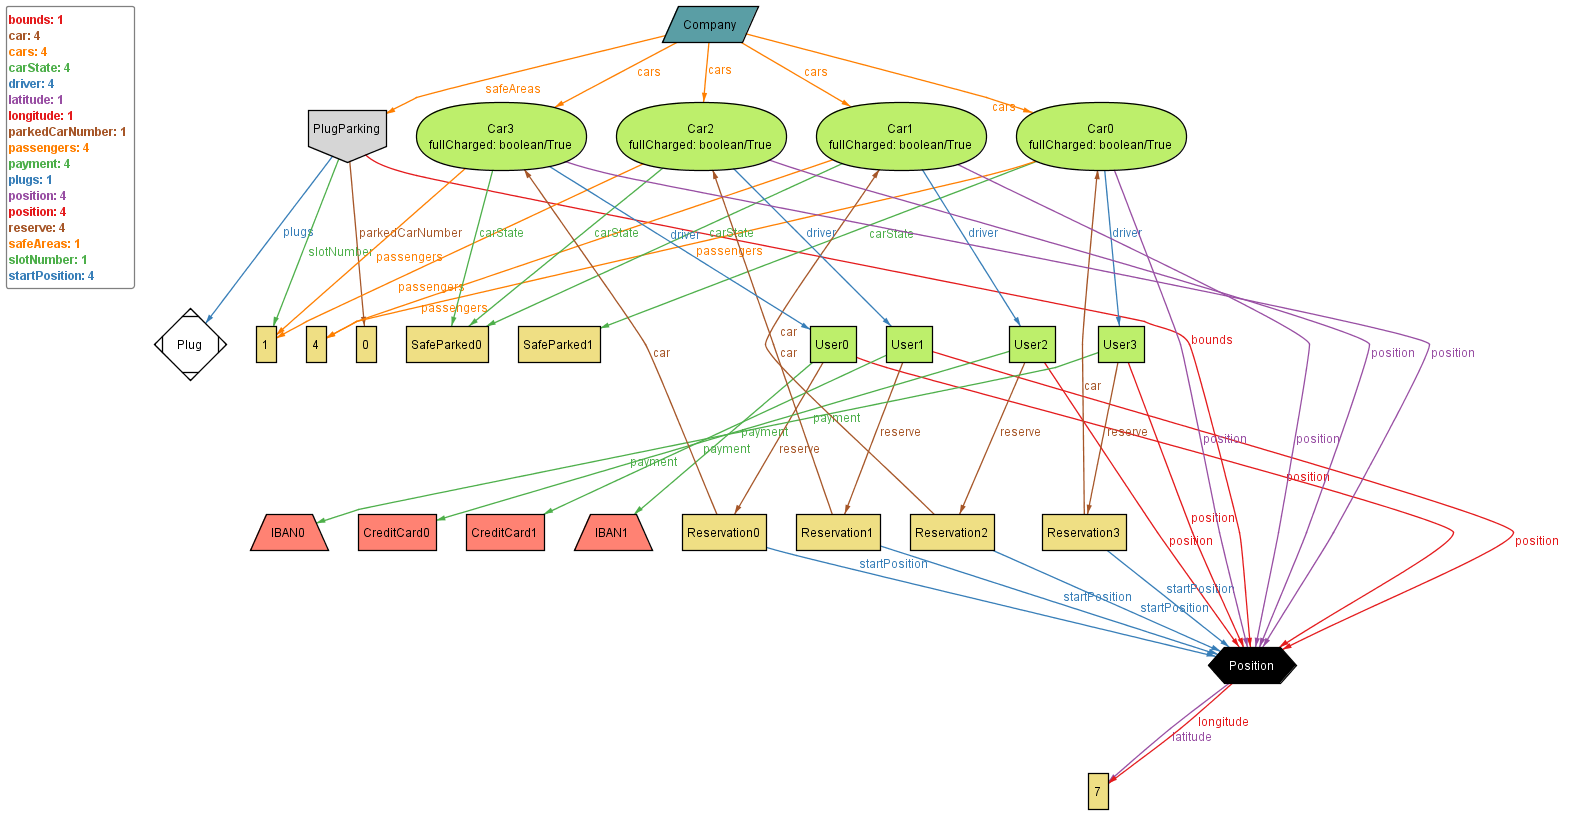 bounds: 1
car: 4
cars: 4
carState: 4
driver: 4
latitude: 1
longitude: 1
parkedCarNumber: 1
passengers: 4
payment: 4
plugs: 1
position: 4
position: 4
reserve: 4
safeAreas: 1
slotNumber: 1
startPosition: 4
Company
safeAreas
cars
cars
cars
cars
PlugParking
Car3
fullCharged: boolean/True
Car2
fullCharged: boolean/True
Car1
fullCharged: boolean/True
Car0
fullCharged: boolean/True
plugs
slotNumber
parkedCarNumber
passengers
carState
carState
driver
carState
passengers
driver
carState
driver
driver
passengers
passengers
Plug
1
4
0
SafeParked0
SafeParked1
User0
User1
User2
User3
car
car
car
car
bounds
position
position
payment
payment
payment
payment
reserve
reserve
reserve
reserve
position
position
position
position
position
position
IBAN0
CreditCard0
CreditCard1
IBAN1
Reservation0
Reservation1
Reservation2
Reservation3
startPosition
startPosition
startPosition
startPosition
Position
longitude
latitude
7